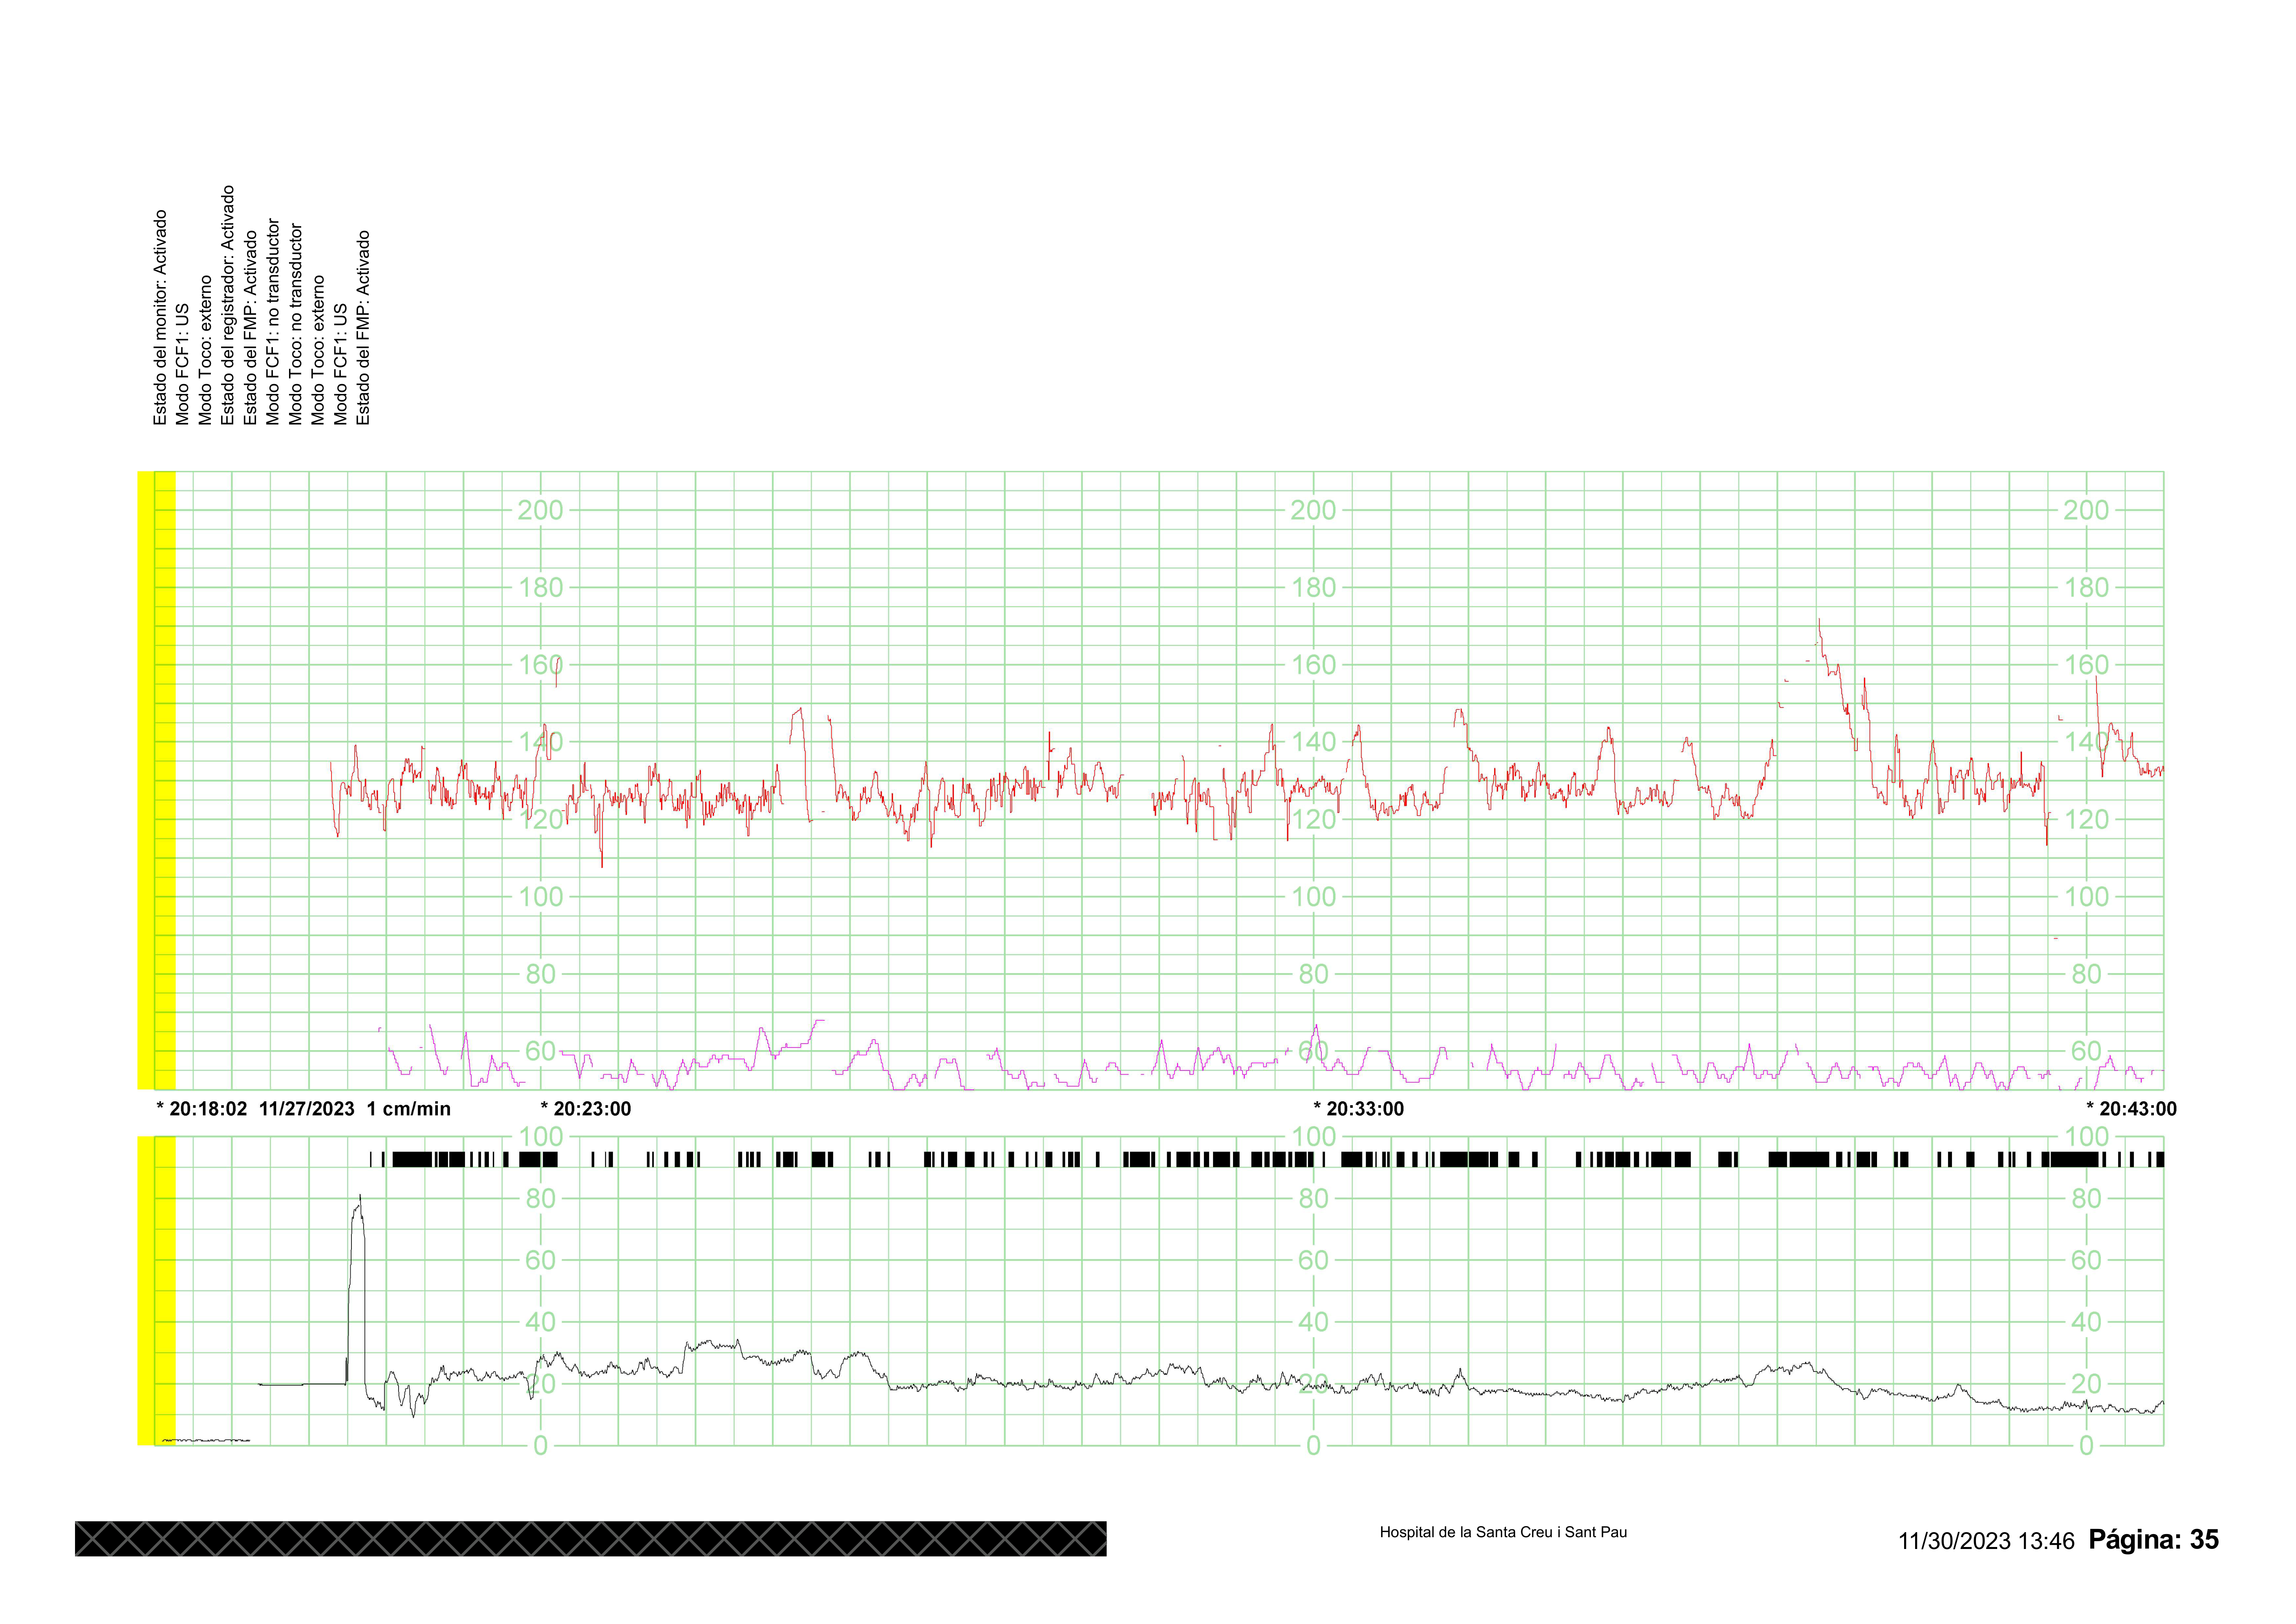 Estado del monitor: Activado
Modo FCF1: US
Modo Toco: externo
Estado del registrador: Activado
Estado del FMP: Activado
Modo FCF1: no transductor
Modo Toco: no transductor
Modo Toco: externo
Modo FCF1: US
Estado del FMP: Activado
200 200 200
180 180 180
160 160 160
140 140 140
120 120 120
100 100 100
80 80 80
60 60 60
* 20:18:02 11/27/2023 1 cm/min * 20:23:00 * 20:33:00 * 20:43:00
100 100 100
80 80 80
60 60 60
40 40 40
20 20 20
0 0 0
Hospital de la Santa Creu i Sant Pau
11/30/2023 13:46 Página: 35